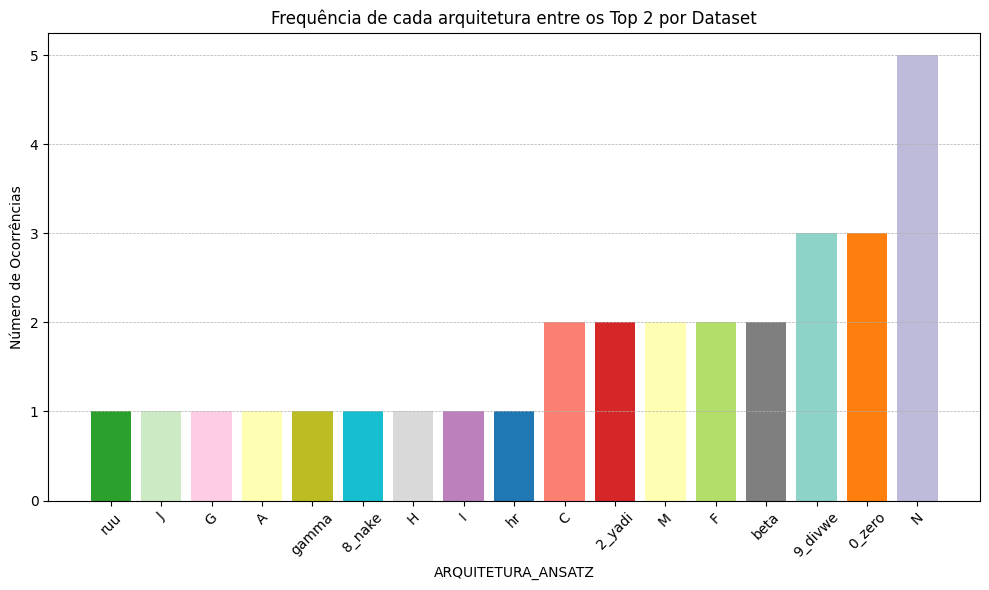 Frequência de cada arquitetura entre os Top 2 por Dataset
Número de Ocorrências
5
4
3
2
1
0
ruu
J
G
A
gamma
8_nake
H
I
hr
C
2_yadi
M
F
beta
9_divwe
0_zero
N
ARQUITETURA_ANSATZ